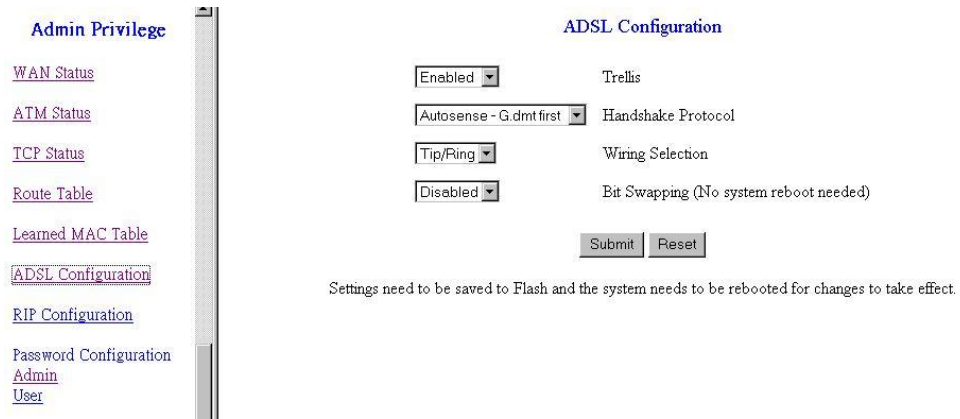 Admin Privilege
WAN Status
ATM Status
TCP Status
Route Table
Learned MAC Table
ADSL Configuration
RIP Configuration
Password Configuration
Admin
User
ADSL Configuration
Enabled Trellis
Autosense - G.dmt first Handshake Protocol
Tip/Ring Wiring Selection
Disabled Bit Swapping (No system reboot needed)
Submit Reset
Settings need to be saved to Flash and the system needs to be rebooted for changes to take effect.